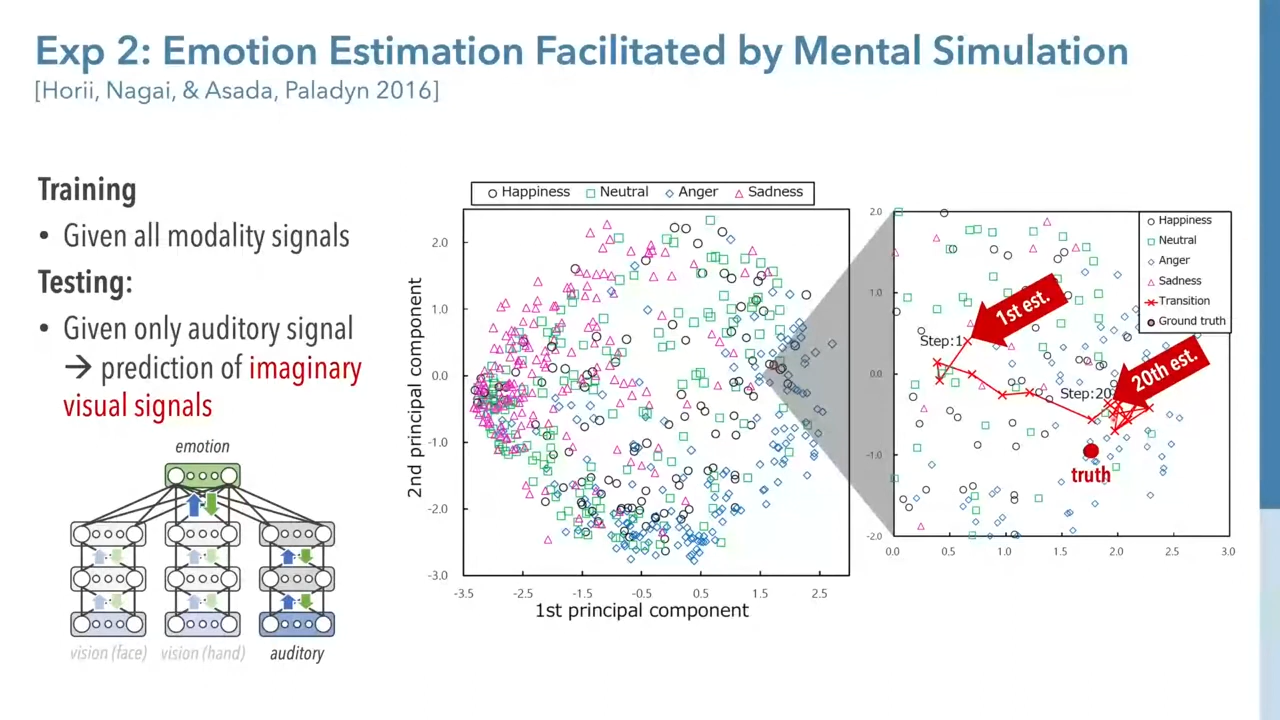 Exp 2: Emotion Estimation Facilitated by Mental Simulation
[Horii, Nagai, & Asada, Paladyn 2016]
Training
• Given all modality signals
Testing:
• Given only auditory signal
→ prediction of imaginary
visual signals
emotion
vision (face)
vision (hand)
auditory
Happiness Neutral Anger Sadness
2nd principal component
2.0
1.0
0.0
-1.0
-2.0
-3.0
-3.5 -2.5 -1.5 -0.5 0.5 1.5 2.5
1st principal component
Happiness
Neutral
Anger
Sadness
Transition
Ground truth
1st est.
Step:1
20th est.
Step:20
truth
2.0
1.0
0.0
-1.0
-2.0
0.0 0.5 1.0 1.5 2.0 2.5 3.0